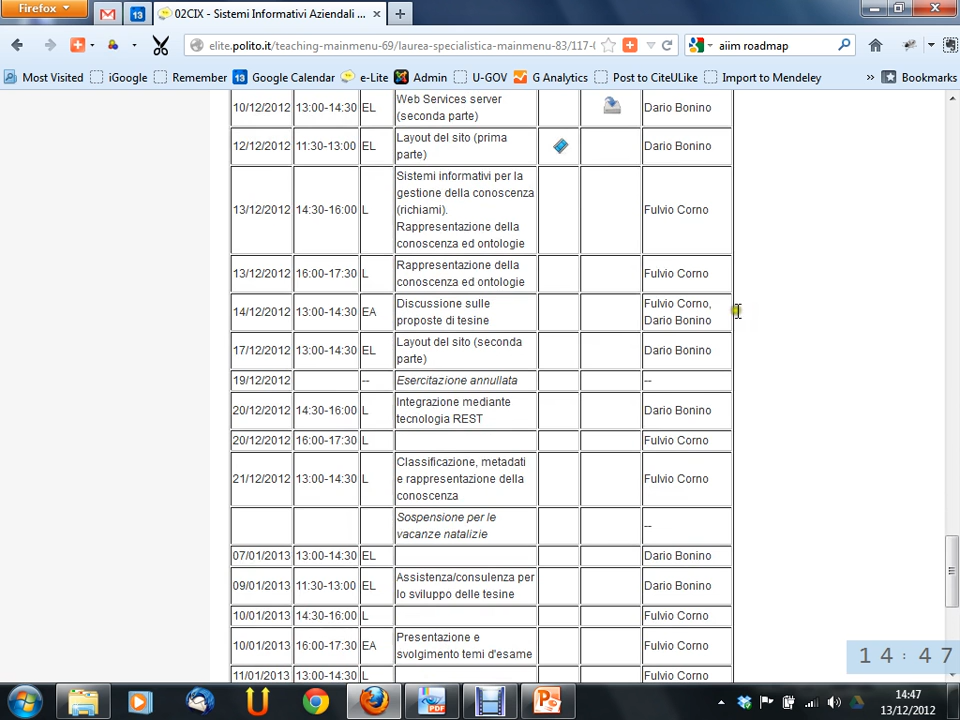 Firefox
02CIX - Sistemi Informativi Aziendali ...
elite.polito.it/teaching-mainmenu-69/laurea-specialistica-mainmenu-83/117-0
aiim roadmap
Most Visited iGoogle Remember 13 Google Calendar e-Lite Admin U-GOV G Analytics Post to CiteULike Import to Mendeley » Bookmarks
10/12/2012 13:00-14:30 EL Web Services server (seconda parte) Dario Bonino
12/12/2012 11:30-13:00 EL Layout del sito (prima parte) Dario Bonino
13/12/2012 14:30-16:00 L Sistemi informativi per la gestione della conoscenza (richiami). Rappresentazione della conoscenza ed ontologie Fulvio Corno
13/12/2012 16:00-17:30 L Rappresentazione della conoscenza ed ontologie Fulvio Corno
14/12/2012 13:00-14:30 EA Discussione sulle proposte di tesine Fulvio Corno, Dario Bonino
17/12/2012 13:00-14:30 EL Layout del sito (seconda parte) Dario Bonino
19/12/2012 -- Esercitazione annullata --
20/12/2012 14:30-16:00 L Integrazione mediante tecnologia REST Dario Bonino
20/12/2012 16:00-17:30 L Fulvio Corno
21/12/2012 13:00-14:30 L Classificazione, metadati e rappresentazione della conoscenza Fulvio Corno
Sospensione per le vacanze natalizie --
07/01/2013 13:00-14:30 EL Dario Bonino
09/01/2013 11:30-13:00 EL Assistenza/consulenza per lo sviluppo delle tesine Dario Bonino
10/01/2013 14:30-16:00 L Fulvio Corno
10/01/2013 16:00-17:30 EA Presentazione e svolgimento temi d'esame Fulvio Corno
11/01/2013 13:00-14:30 L Fulvio Corno
14:47
14:47
13/12/2012